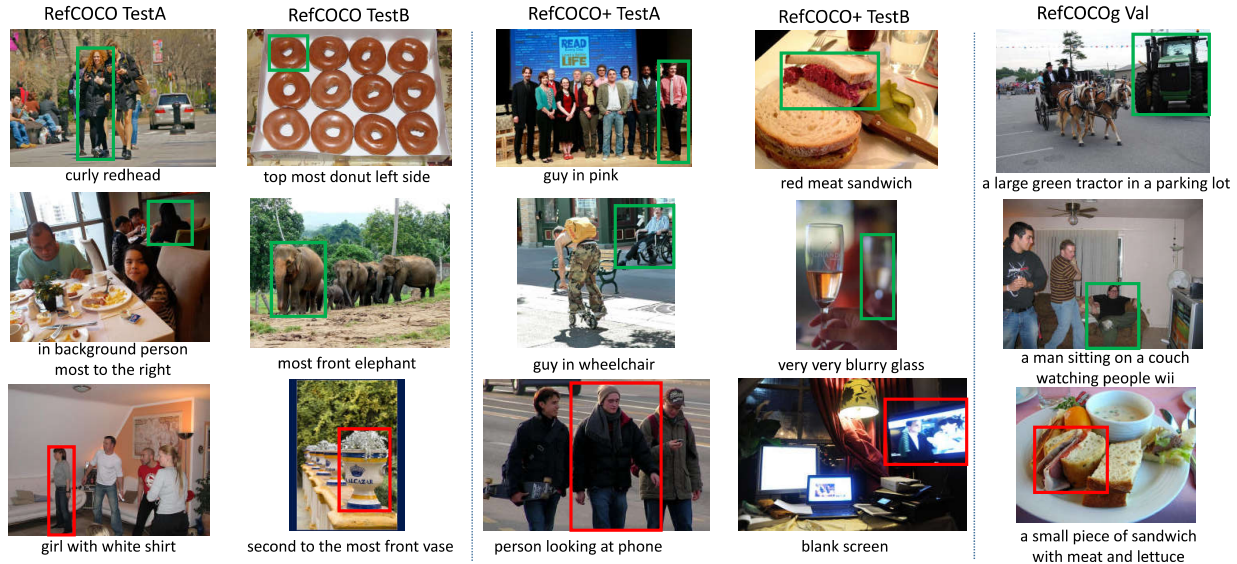 RefCOCO TestA
RefCOCO TestB
RefCOCO+ TestA
RefCOCO+ TestB
RefCOCOg Val
READ
LIFE
curly redhead
top most donut left side
guy in pink
red meat sandwich
a large green tractor in a parking lot
in background person
most to the right
most front elephant
guy in wheelchair
very very blurry glass
a man sitting on a couch
watching people wii
ALCAZAR
girl with white shirt
second to the most front vase
person looking at phone
blank screen
a small piece of sandwich
with meat and lettuce